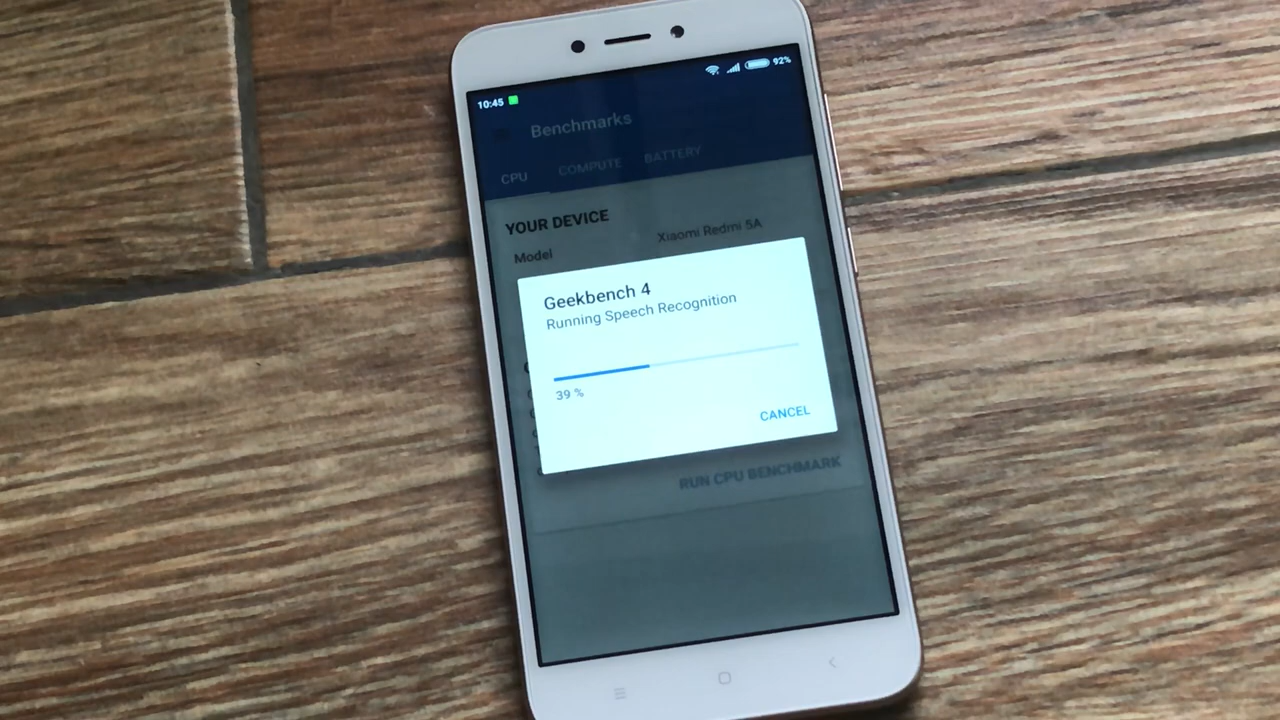 10:45 92%
Benchmarks
CPU COMPUTE BATTERY
YOUR DEVICE
Model Xiaomi Redmi 5A
Geekbench 4
Running Speech Recognition
39 %
CANCEL
RUN CPU BENCHMARK